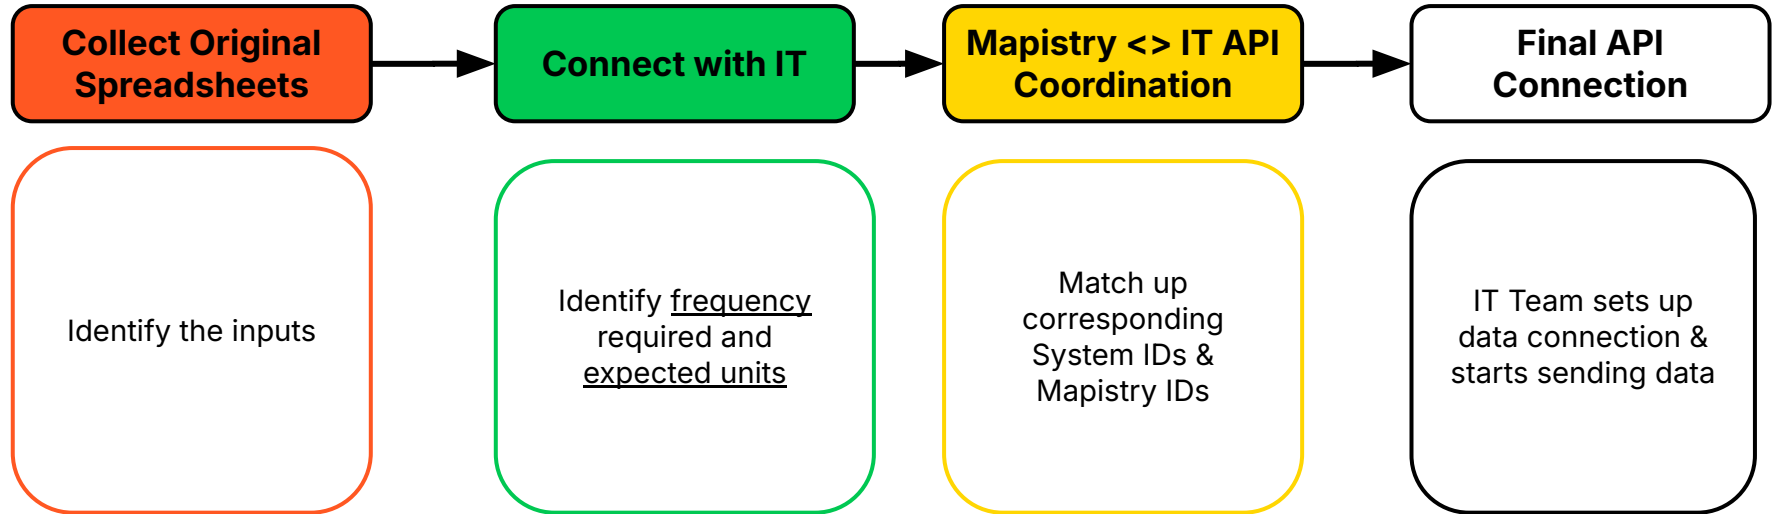 Collect Original
Spreadsheets
Connect with IT
Mapistry <> IT API
Coordination
Final API
Connection
Identify the inputs
Identify frequency
required and
expected units
Match up
corresponding
System IDs &
Mapistry IDs
IT Team sets up
data connection &
starts sending data